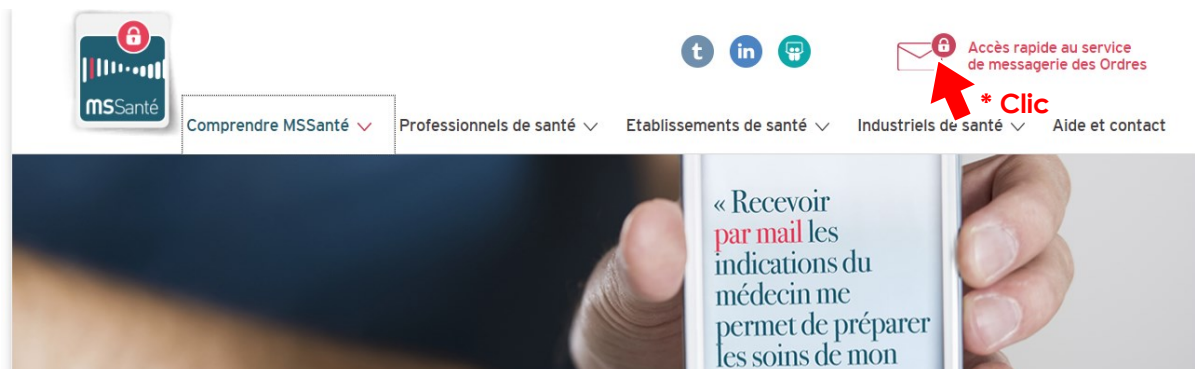 MSSanté
t in
Accès rapide au service
de messagerie des Ordres
* Clic
Comprendre MSSanté
Professionnels de santé
Etablissements de santé
Industriels de santé
Aide et contact
« Recevoir
par mail les
indications du
médecin me
permet de préparer
les soins de mon